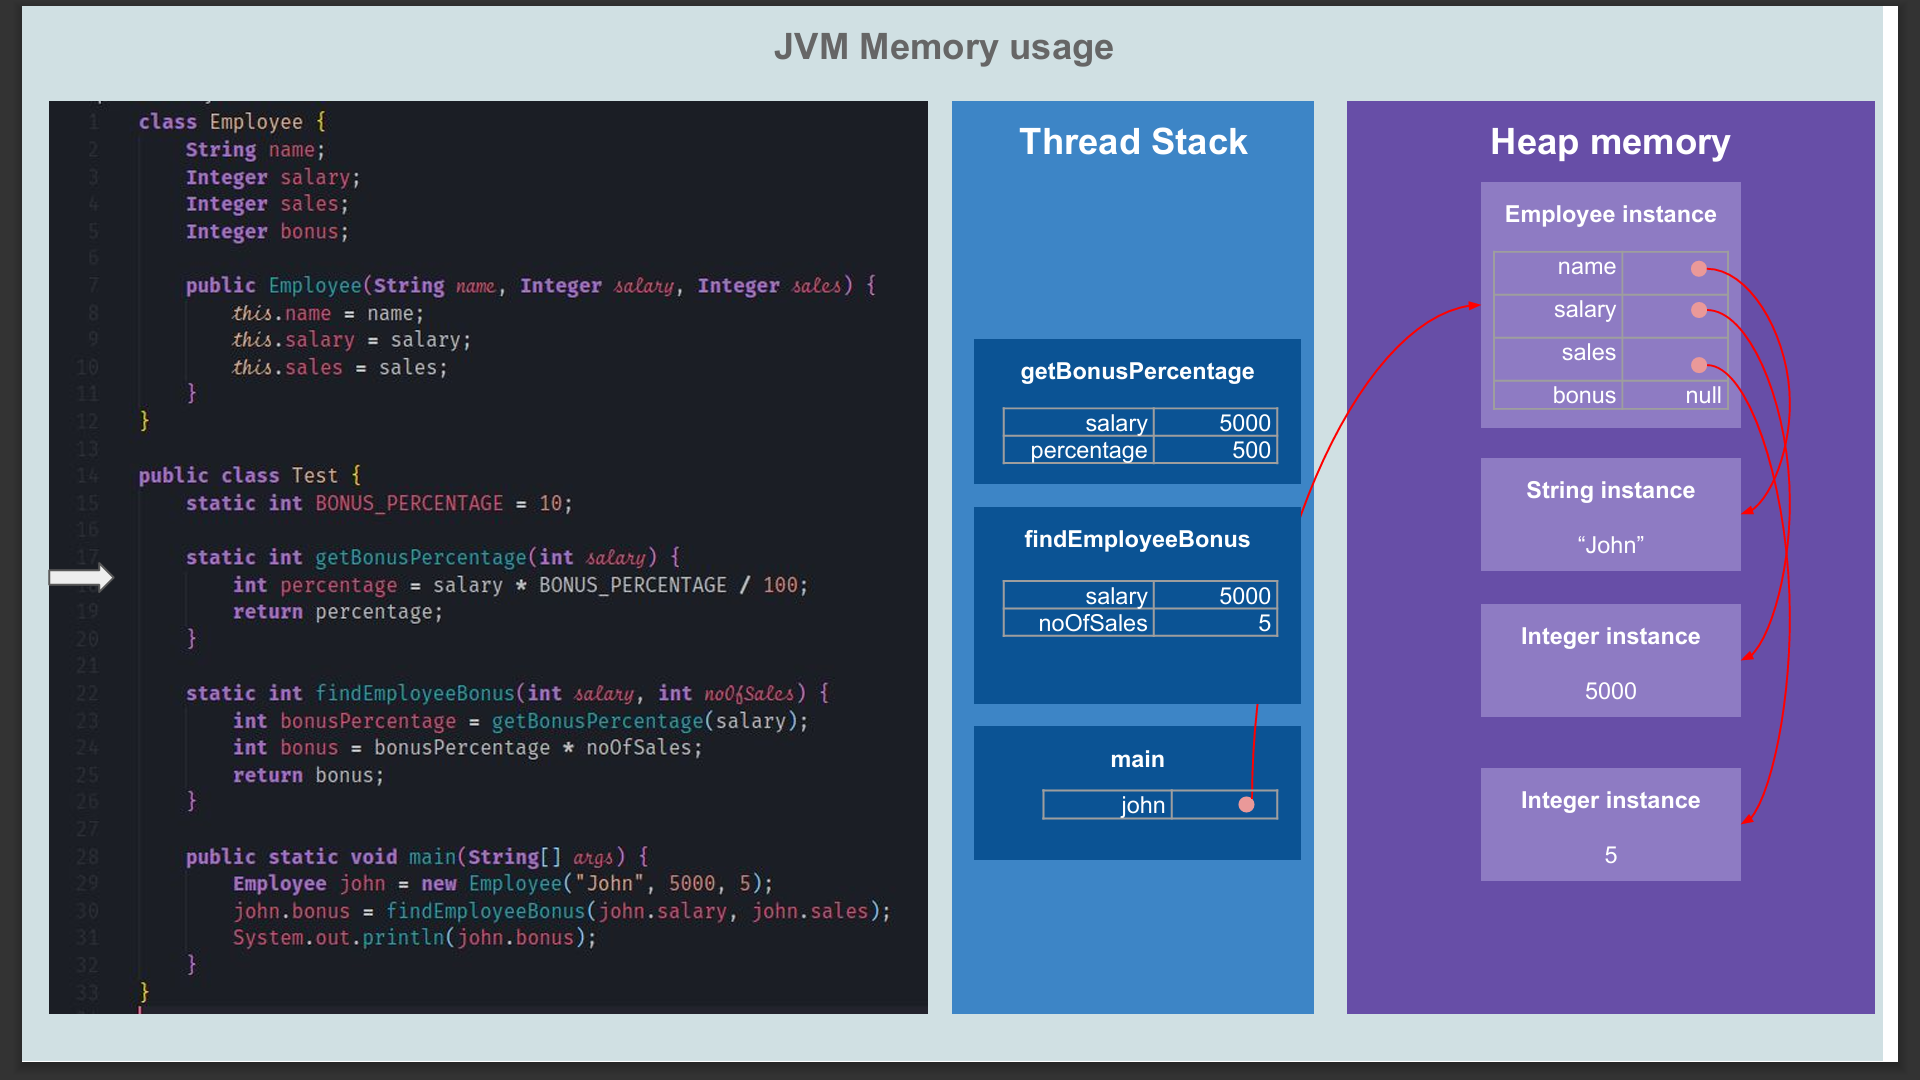 JVM Memory usage
1 class Employee {
2 String name;
3 Integer salary;
4 Integer sales;
5 Integer bonus;
6
7 public Employee(String name, Integer salary, Integer sales) {
8 this.name = name;
9 this.salary = salary;
10 this.sales = sales;
11 }
12 }
13
14 public class Test {
15 static int BONUS_PERCENTAGE = 10;
16
17 static int getBonusPercentage(int salary) {
int percentage = salary * BONUS_PERCENTAGE / 100;
19 return percentage;
20 }
21
22 static int findEmployeeBonus(int salary, int noOfSales) {
23 int bonusPercentage = getBonusPercentage(salary);
24 int bonus = bonusPercentage * noOfSales;
25 return bonus;
26 }
27
28 public static void main(String[] args) {
29 Employee john = new Employee("John", 5000, 5);
30 john.bonus = findEmployeeBonus(john.salary, john.sales);
31 System.out.println(john.bonus);
32 }
33 }
Thread Stack
getBonusPercentage
salary 5000
percentage 500
findEmployeeBonus
salary 5000
noOfSales 5
main
john
Heap memory
Employee instance
name
salary
sales
bonus null
String instance
“John”
Integer instance
5000
Integer instance
5